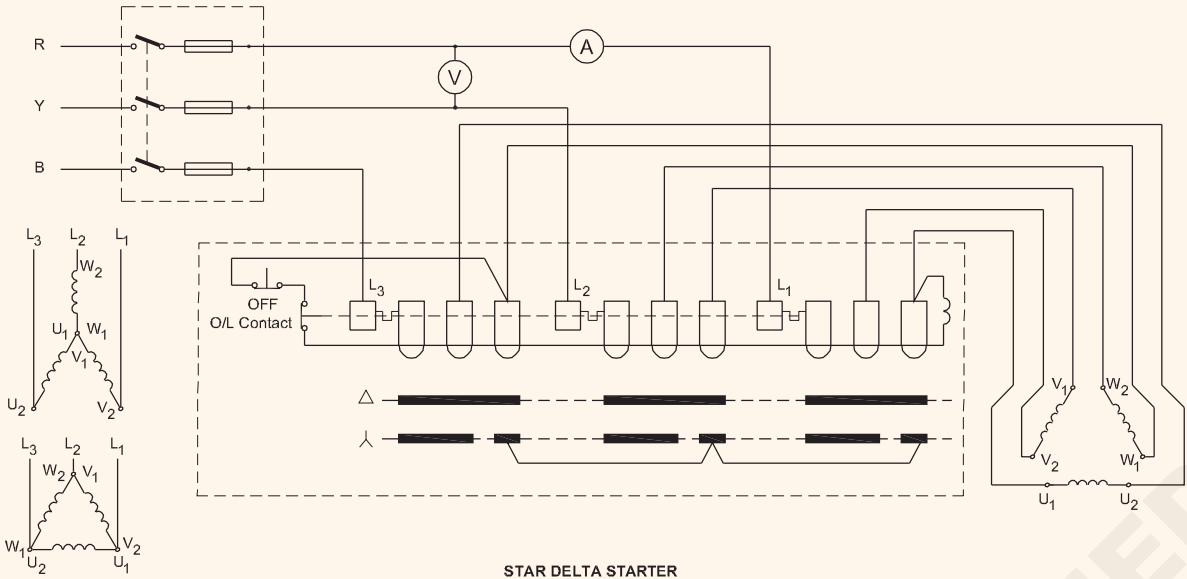 R
A
V
Y
B
L3 L2 L1
W2
U1 W1
V1
U2 V2
OFF
O/L Contact
L3
L2
L1
△
V1 W2
V2 W1
U1 U2
L3 L2 L1
W2 V1
W1 V2
U2 U1
STAR DELTA STARTER